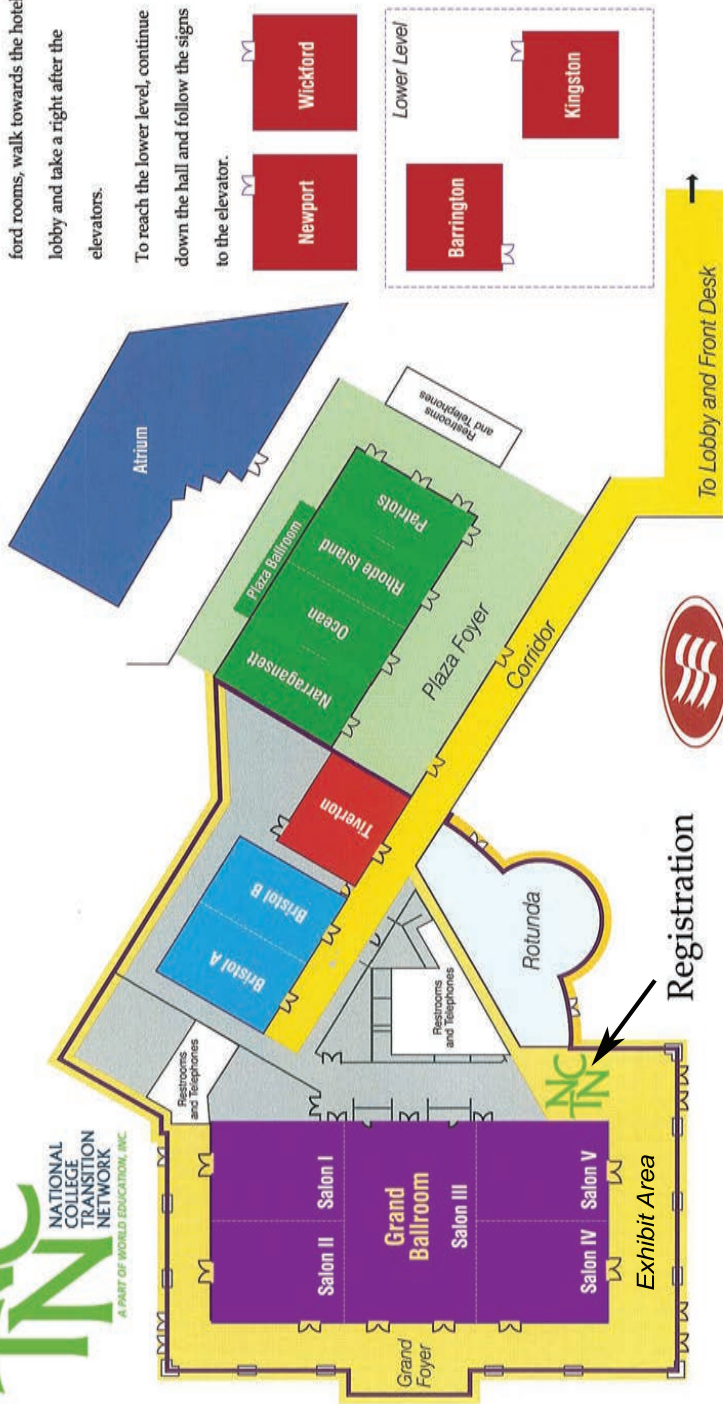 NC
TN
NATIONAL
COLLEGE
TRANSITION
NETWORK
A PART OF WORLD EDUCATION, INC.
ford rooms, walk towards the hotel
lobby and take a right after the
elevators.
To reach the lower level, continue
down the hall and follow the signs
to the elevator.
Newport
Wickford
Lower Level
Barrington
Kingston
Atrium
Plaza Ballroom
Narragansett
Ocean
Rhode Island
Patriots
Restrooms
and Telephones
Plaza Foyer
Corridor
To Lobby and Front Desk
Tiverton
Bristol A
Bristol B
Restrooms
and Telephones
Restrooms
and Telephones
Rotunda
Salon I
Salon II
Grand
Ballroom
Salon III
Salon IV
Salon V
Grand
Foyer
Exhibit Area
NC
TN
Registration